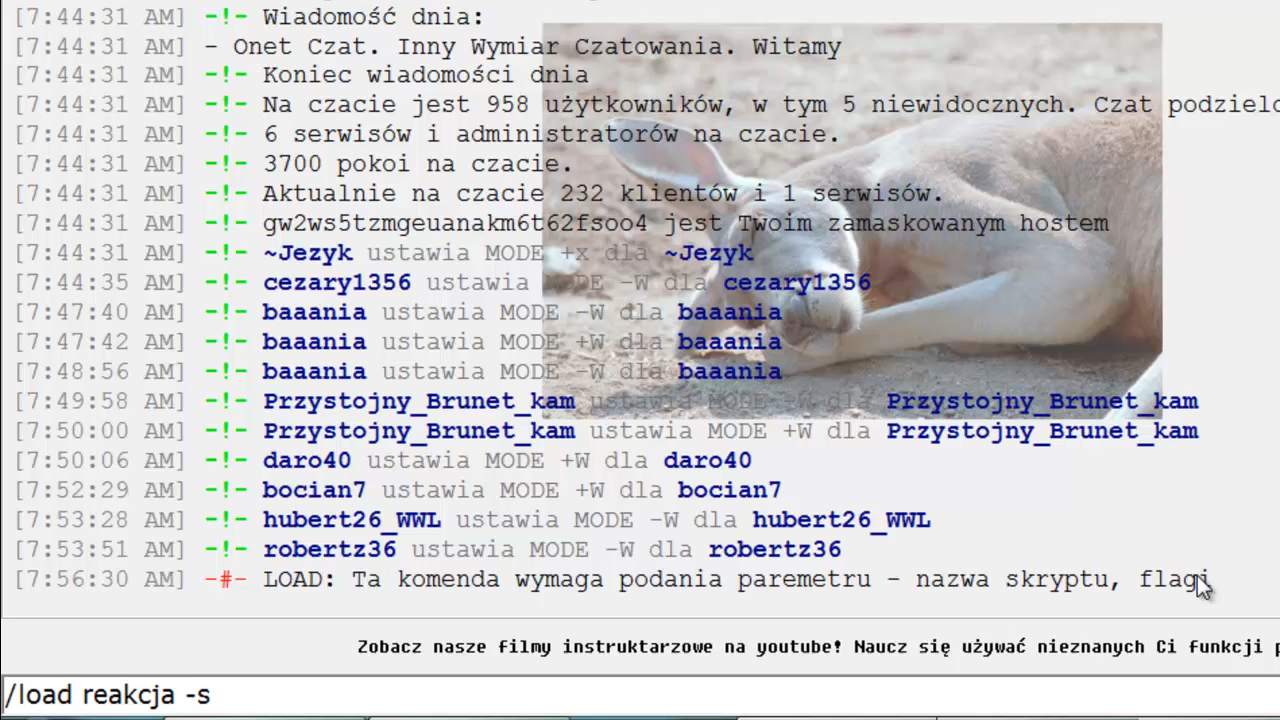 [7:44:31 AM] -!- Wiadomość dnia:
[7:44:31 AM] - Onet Czat. Inny Wymiar Czatowania. Witamy
[7:44:31 AM] -!- Koniec wiadomości dnia
[7:44:31 AM] -!- Na czacie jest 958 użytkowników, w tym 5 niewidocznych. Czat podzielo
[7:44:31 AM] -!- 6 serwisów i administratorów na czacie.
[7:44:31 AM] -!- 3700 pokoi na czacie.
[7:44:31 AM] -!- Aktualnie na czacie 232 klientów i 1 serwisów.
[7:44:31 AM] -!- gw2ws5tzmgeuanakm6t62fsoo4 jest Twoim zamaskowanym hostem
[7:44:31 AM] -!- ~Jezyk ustawia MODE +x dla ~Jezyk
[7:44:35 AM] -!- cezary1356 ustawia MODE -W dla cezary1356
[7:47:40 AM] -!- baaania ustawia MODE -W dla baaania
[7:47:42 AM] -!- baaania ustawia MODE +W dla baaania
[7:48:56 AM] -!- baaania ustawia MODE -W dla baaania
[7:49:58 AM] -!- Przystojny_Brunet_kam ustawia MODE -W dla Przystojny_Brunet_kam
[7:50:00 AM] -!- Przystojny_Brunet_kam ustawia MODE +W dla Przystojny_Brunet_kam
[7:50:06 AM] -!- daro40 ustawia MODE +W dla daro40
[7:52:29 AM] -!- bocian7 ustawia MODE +W dla bocian7
[7:53:28 AM] -!- hubert26_WWL ustawia MODE -W dla hubert26_WWL
[7:53:51 AM] -!- robertz36 ustawia MODE -W dla robertz36
[7:56:30 AM] -#- LOAD: Ta komenda wymaga podania paremetru - nazwa skryptu, flagi
Zobacz nasze filmy instruktarzowe na youtube! Naucz się używać nieznanych Ci funkcji p
/load reakcja -s